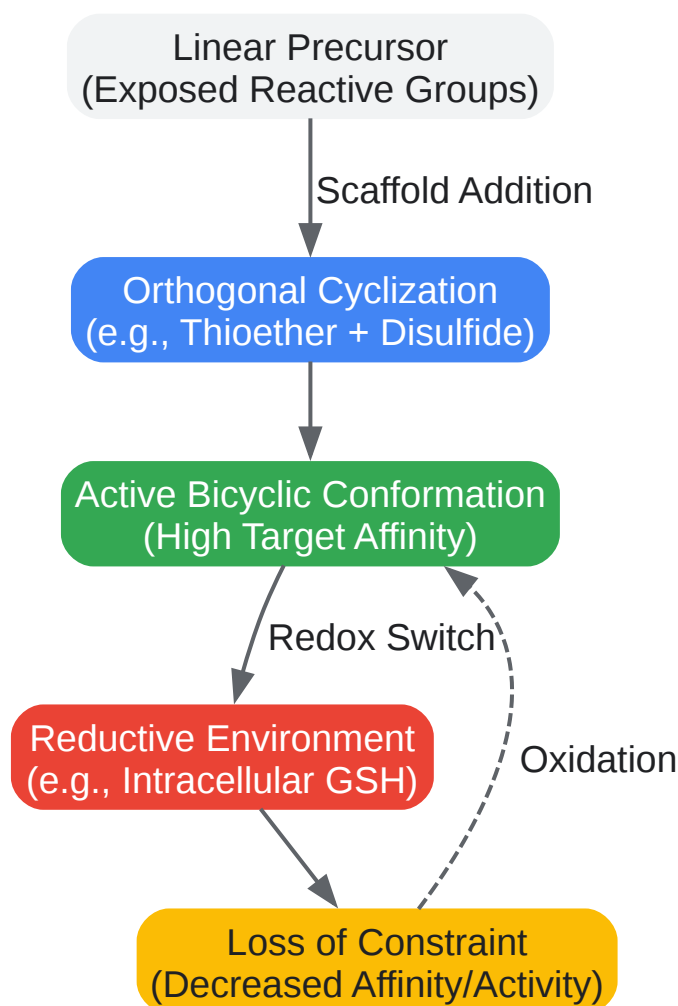 Linear Precursor
(Exposed Reactive Groups)
Scaffold Addition
Orthogonal Cyclization
(e.g., Thioether + Disulfide)
Active Bicyclic Conformation
(High Target Affinity)
Redox Switch
Reductive Environment
(e.g., Intracellular GSH)
Oxidation
Loss of Constraint
(Decreased Affinity/Activity)